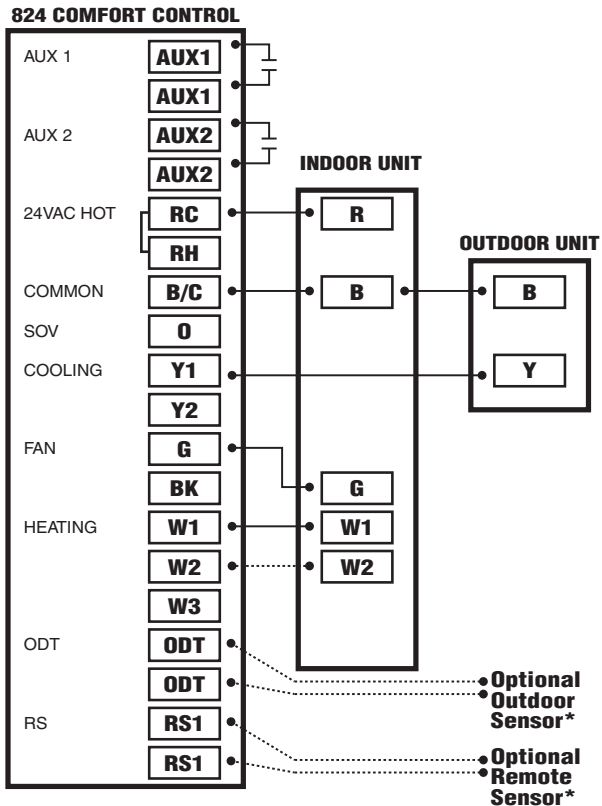 824 COMFORT CONTROL
AUX 1 AUX1
AUX1
AUX 2 AUX2
AUX2
INDOOR UNIT
24VAC HOT RC R
RH
OUTDOOR UNIT
COMMON B/C B B
SOV O
COOLING Y1 Y
Y2
FAN G
BK G
HEATING W1 W1
W2 W2
W3
ODT ODT
ODT
Optional
Outdoor
Sensor*
RS RS1
RS1
Optional
Remote
Sensor*